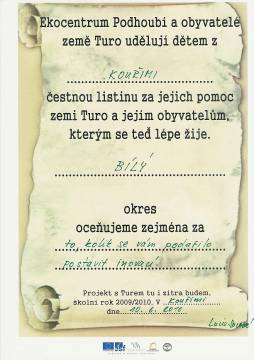 Ekocentrum Podhoubí a obyvatelé
země Turo udělují dětem z
KOUŘIMI
čestnou listinu za jejich pomoc
zemi Turo a jejím obyvatelům,
kterým se teď lépe žije.
BÍLÝ
okres
oceňujeme zejména za
to, kolik se vám podařilo
postavit inovací.
Projekt s Turem tu i zítra budem,
školní rok 2009/2010. V Kouřimi
dne 10. 6. 2010